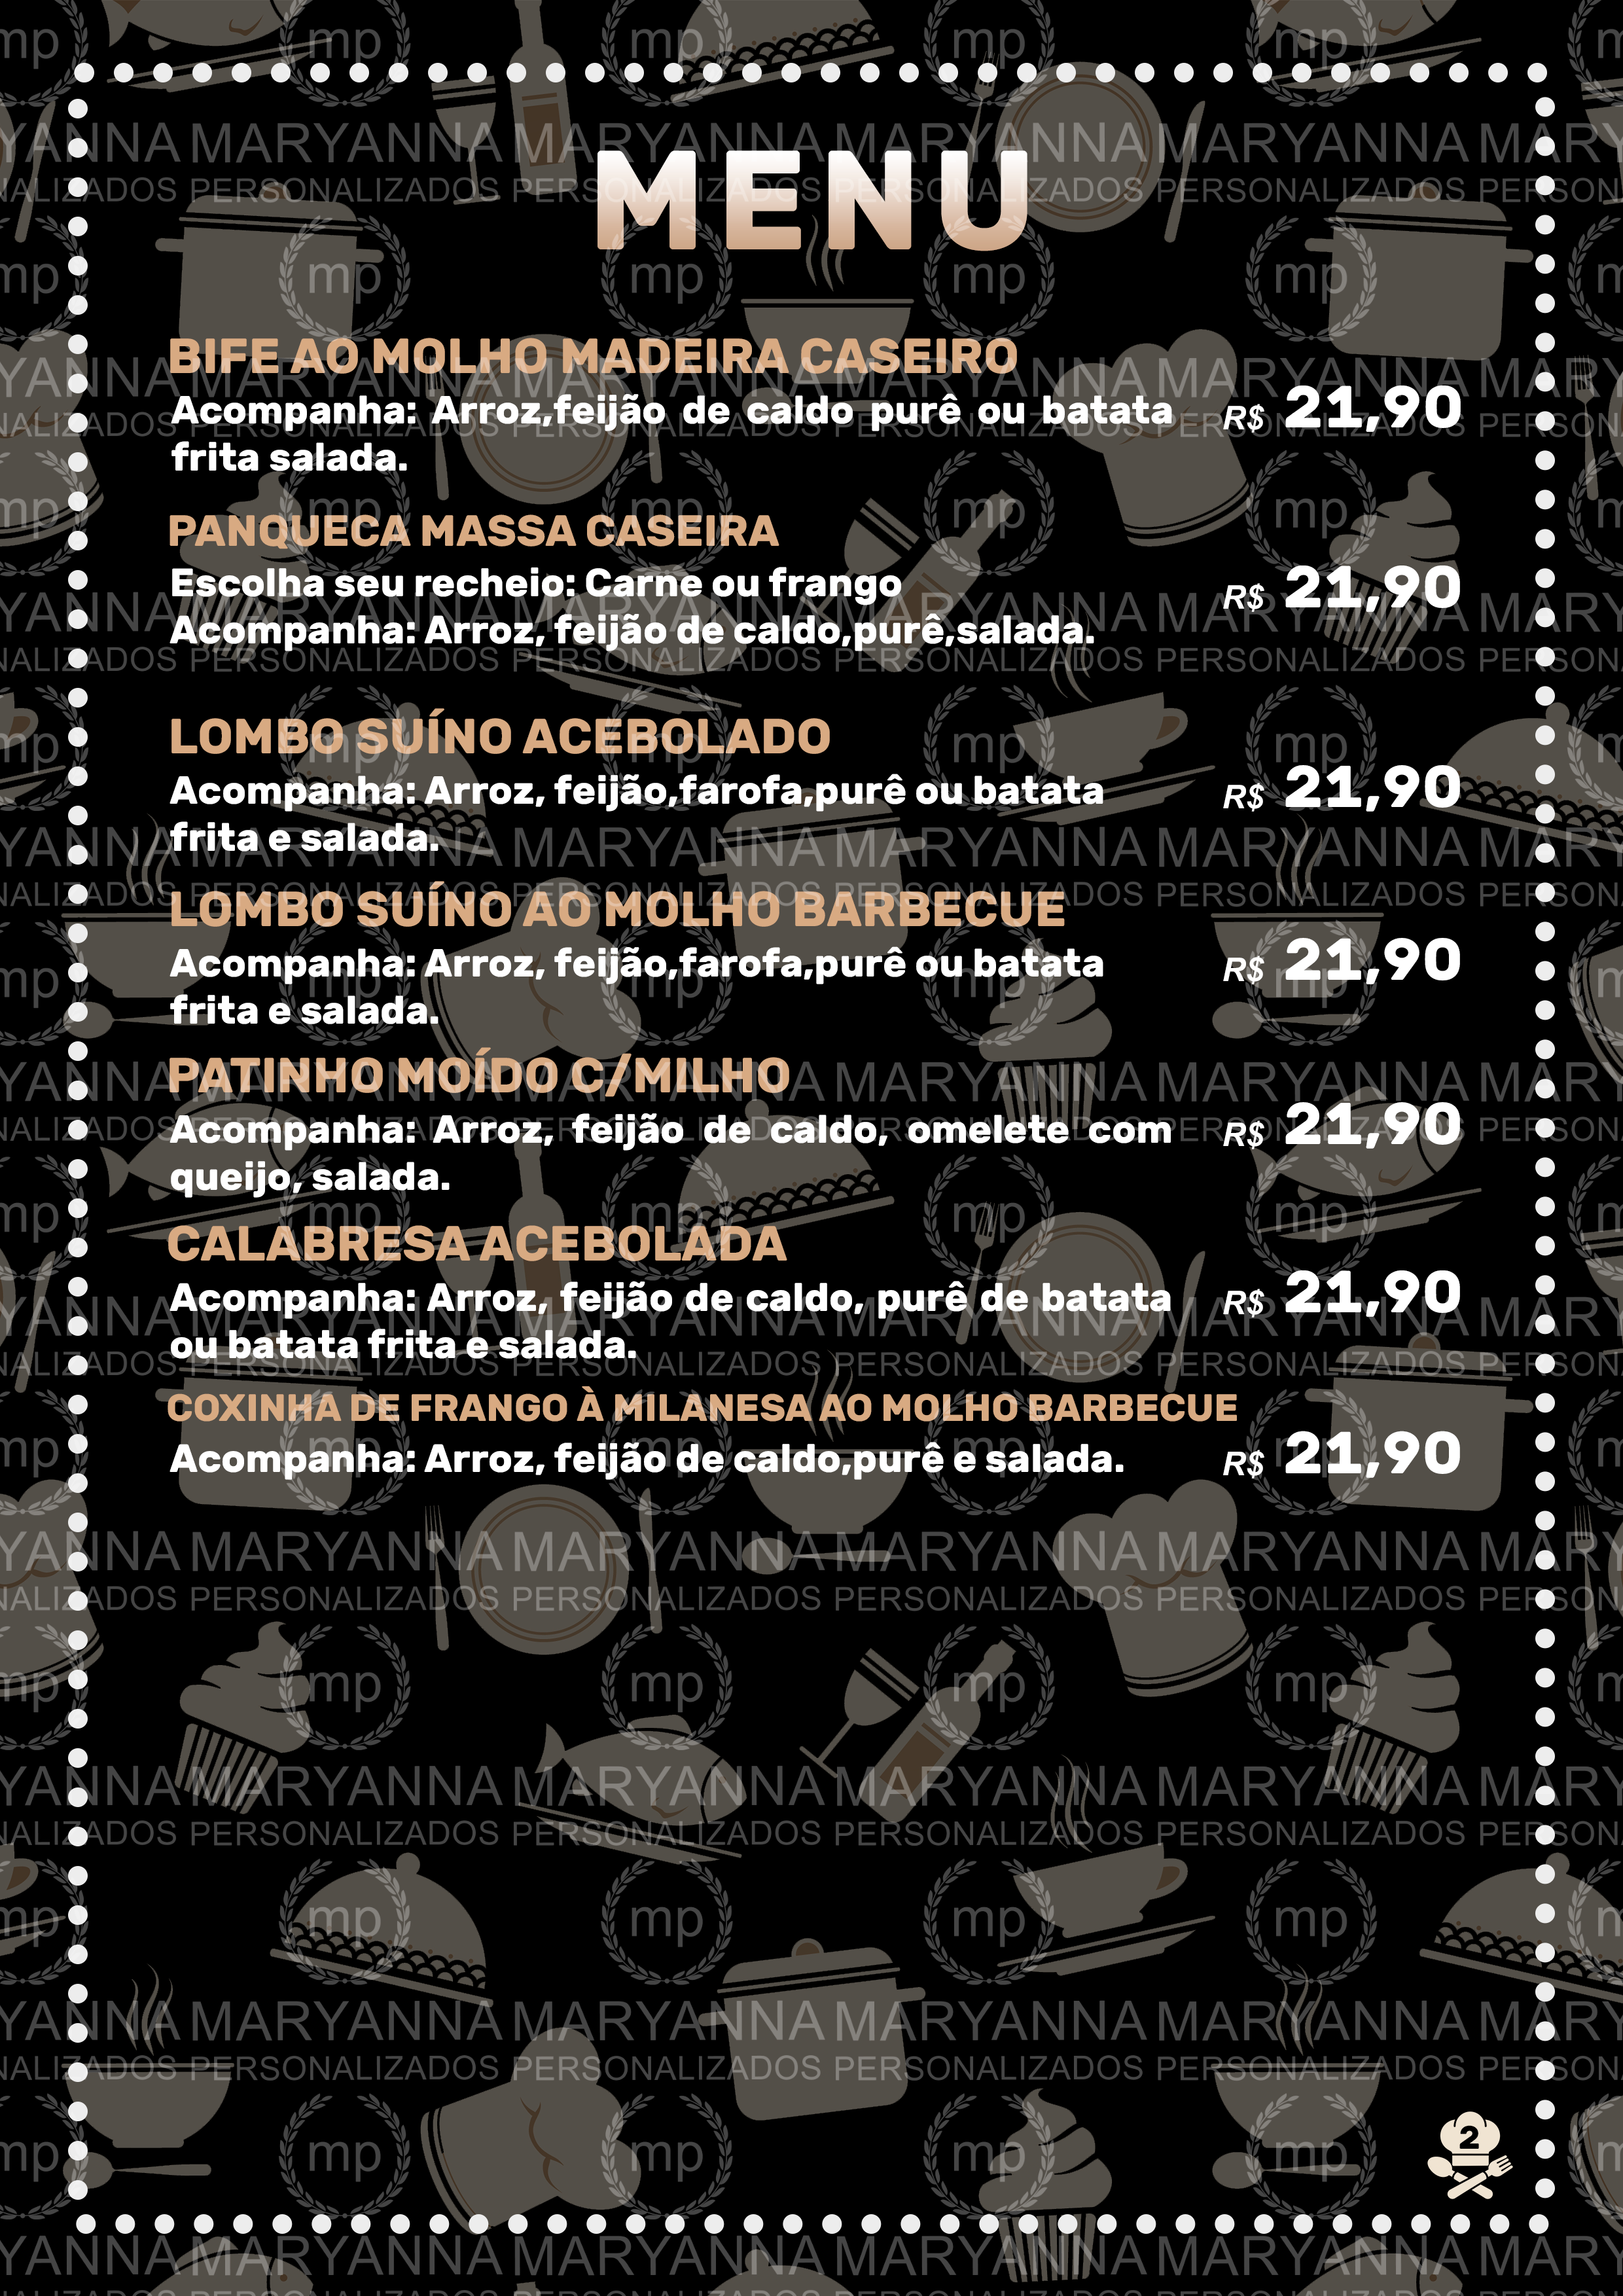 MENU
BIFE AO MOLHO MADEIRA CASEIRO
Acompanha: Arroz,feijão de caldo purê ou batata
frita salada.
R$ 21,90
PANQUECA MASSA CASEIRA
Escolha seu recheio: Carne ou frango
Acompanha: Arroz, feijão de caldo,purê,salada.
R$ 21,90
LOMBO SUÍNO ACEBOLADO
Acompanha: Arroz, feijão,farofa,purê ou batata
frita e salada.
R$ 21,90
LOMBO SUÍNO AO MOLHO BARBECUE
Acompanha: Arroz, feijão,farofa,purê ou batata
frita e salada.
R$ 21,90
PATINHO MOÍDO C/MILHO
Acompanha: Arroz, feijão de caldo, omelete com
queijo, salada.
R$ 21,90
CALABRESA ACEBOLADA
Acompanha: Arroz, feijão de caldo, purê de batata
ou batata frita e salada.
R$ 21,90
COXINHA DE FRANGO À MILANESA AO MOLHO BARBECUE
Acompanha: Arroz, feijão de caldo,purê e salada.
R$ 21,90
2
mp
MARYANNA
PERSONALIZADOS